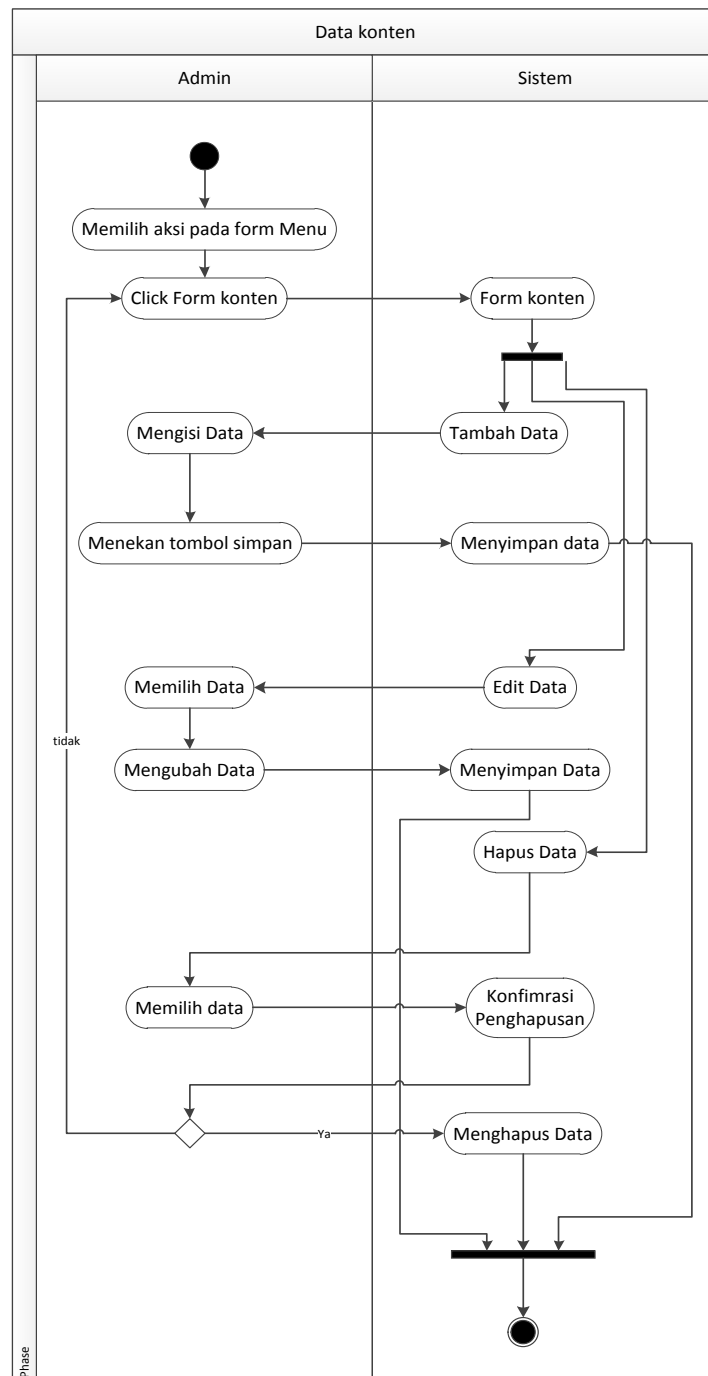 Data konten
Admin
Sistem
Memilih aksi pada form Menu
Click Form konten
Form konten
Mengisi Data
Tambah Data
Menekan tombol simpan
Menyimpan data
Memilih Data
Edit Data
tidak
Mengubah Data
Menyimpan Data
Hapus Data
Memilih data
Konfimrasi
Penghapusan
Ya
Menghapus Data
Phase